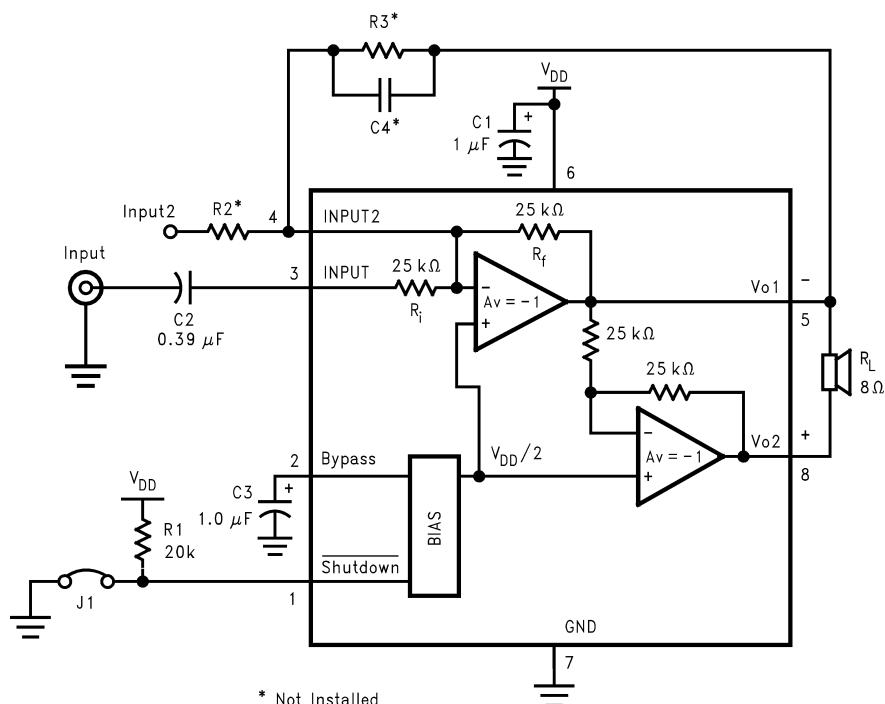 R3*
C4*
VDD
C1
+
1 μF
6
Input2
R2*
4
INPUT2
25 kΩ
Rf
Input
3
INPUT
25 kΩ
Ri
−
Av = −1
+
C2
0.39 μF
Vo1
−
5
25 kΩ
25 kΩ
RL
8Ω
−
Av = −1
+
Vo2
+
8
2
Bypass
VDD/2
C3
+
1.0 μF
BIAS
VDD
R1
20k
Shutdown
1
J1
GND
7
* Not Installed